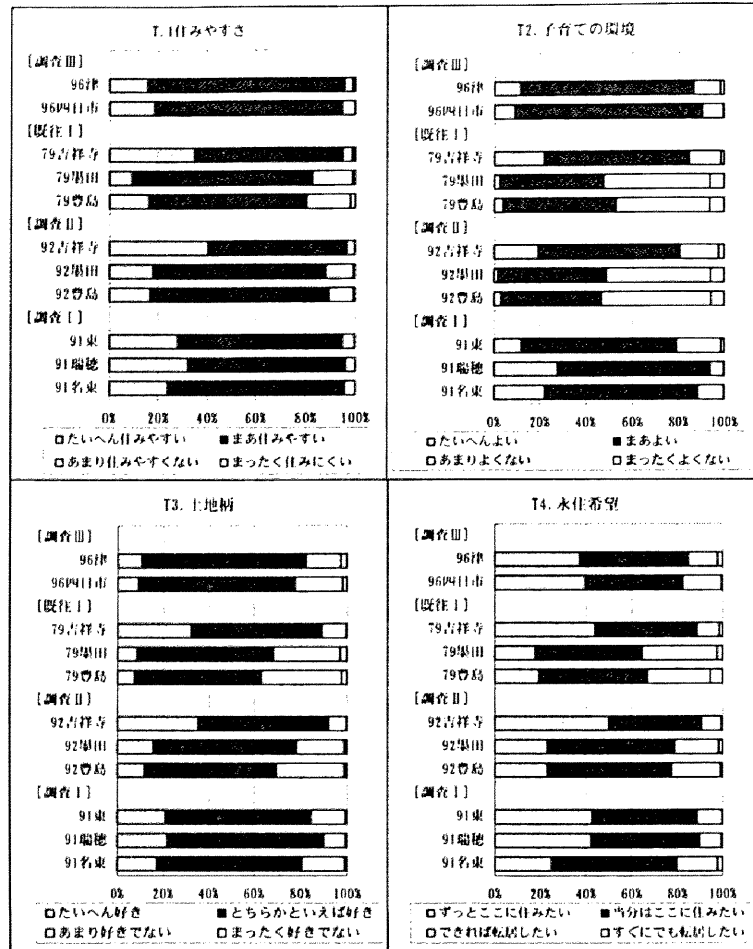 T.1住みやすさ
[調査III]
96津
96四日市
[既往I]
79吉祥寺
79墨田
79豊島
[調査II]
92吉祥寺
92墨田
92豊島
[調査I]
91東
91瑞穂
91名東
0% 20% 40% 60% 80% 100%
□たいへん住みやすい ■まあ住みやすい
□あまり住みやすくない □まったく住みにくい
T2.子育ての環境
[調査III]
96津
96四日市
[既往I]
79吉祥寺
79墨田
79豊島
[調査II]
92吉祥寺
92墨田
92豊島
[調査I]
91東
91瑞穂
91名東
0% 20% 40% 60% 80% 100%
□たいへんよい ■まあよい
□あまりよくない □まったくよくない
T3.土地柄
[調査III]
96津
96四日市
[既往I]
79吉祥寺
79墨田
79豊島
[調査II]
92吉祥寺
92墨田
92豊島
[調査I]
91東
91瑞穂
91名東
0% 20% 40% 60% 80% 100%
□たいへん好き ■どちらかといえば好き
□あまり好きでない □まったく好きでない
T4.永住希望
[調査III]
96津
96四日市
[既往I]
79吉祥寺
79墨田
79豊島
[調査II]
92吉祥寺
92墨田
92豊島
[調査I]
91東
91瑞穂
91名東
0% 20% 40% 60% 80% 100%
□ずっとここに住みたい ■当分はここに住みたい
□できれば転居したい □すぐにでも転居したい